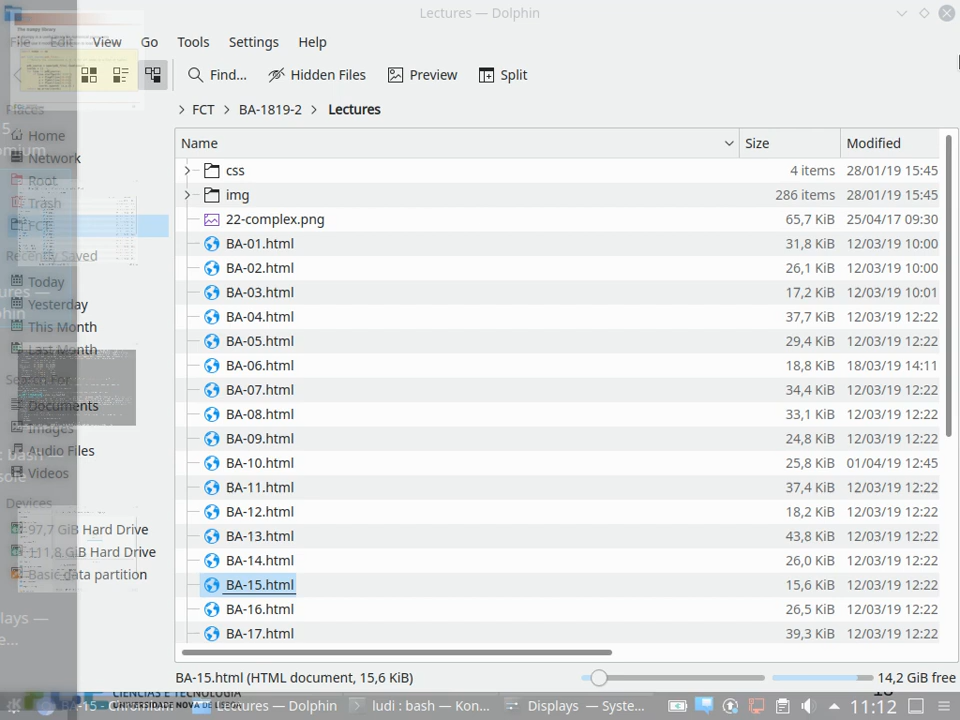 Lectures — Dolphin
File Edit View Go Tools Settings Help
Find... Hidden Files Preview Split
Places
FCT BA-1819-2 Lectures
Home
Network
Root
Trash
FCT
Recently Saved
Today
Yesterday
This Month
Last Month
Search For
Documents
Images
Audio Files
Videos
Devices
97,7 GiB Hard Drive
111,8 GiB Hard Drive
Basic data partition
Name Size Modified
css 4 items 28/01/19 15:45
img 286 items 28/01/19 15:45
22-complex.png 65,7 KiB 25/04/17 09:30
BA-01.html 31,8 KiB 12/03/19 10:00
BA-02.html 26,1 KiB 12/03/19 10:00
BA-03.html 17,2 KiB 12/03/19 10:01
BA-04.html 37,7 KiB 12/03/19 12:22
BA-05.html 29,4 KiB 12/03/19 12:22
BA-06.html 18,8 KiB 18/03/19 14:11
BA-07.html 34,4 KiB 12/03/19 12:22
BA-08.html 33,1 KiB 12/03/19 12:22
BA-09.html 24,8 KiB 12/03/19 12:22
BA-10.html 25,8 KiB 01/04/19 12:45
BA-11.html 37,4 KiB 12/03/19 12:22
BA-12.html 18,2 KiB 12/03/19 12:22
BA-13.html 43,8 KiB 12/03/19 12:22
BA-14.html 26,0 KiB 12/03/19 12:22
BA-15.html 15,6 KiB 12/03/19 12:22
BA-16.html 26,5 KiB 12/03/19 12:22
BA-17.html 39,3 KiB 12/03/19 12:22
BA-15.html (HTML document, 15,6 KiB) 14,2 GiB free
CIÊNCIAS E TECNOLOGIA
UNIVERSIDADE NOVA DE LISBOA
BA-15 - Chromium Lectures — Dolphin ludi : bash — Kon... Displays — Syste... 11:12